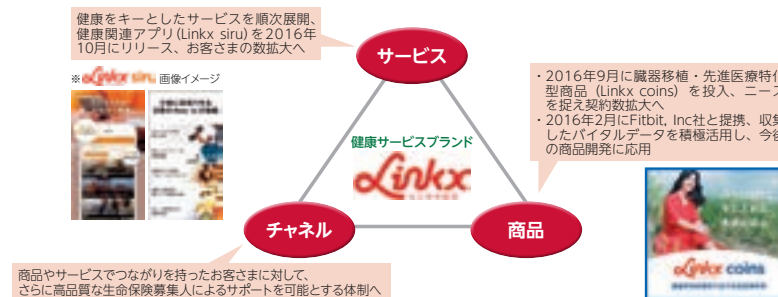 健康をキーとしたサービスを順次展開、
健康関連アプリ(Linkx siru)を2016年
10月にリリース、お客さまの数拡大へ
※Linkx siru 画像イメージ
サービス
・2016年9月に臓器移植・先進医療特化
型商品（Linkx coins）を投入、ニーズ
を捉え契約数拡大へ
・2016年2月にFitbit, Inc社と提携、収集
したバイタルデータを積極活用し、今後
の商品開発に応用
健康サービスブランド
Linkx
チャネル
商品
Linkx coins
商品やサービスでつながりを持ったお客さまに対して、
さらに高品質な生命保険募集人によるサポートを可能とする体制へ